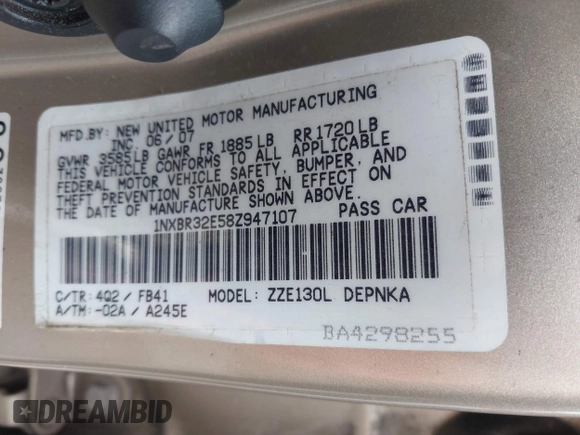 MFD.BY: NEW UNITED MOTOR MANUFACTURING
INC. 06/07
GVWR 3585LB GAWR FR 1885LB RR 1720LB
THIS VEHICLE CONFORMS TO ALL APPLICABLE
FEDERAL MOTOR VEHICLE SAFETY, BUMPER, AND
THEFT PREVENTION STANDARDS IN EFFECT ON
THE DATE OF MANUFACTURE SHOWN ABOVE.
1NXBR32E58Z947107 PASS CAR
C/TR: 4Q2 / FB41 MODEL: ZZE130L DEPNKA
A/TM: -02A / A245E
BA4298255
DREAMBID